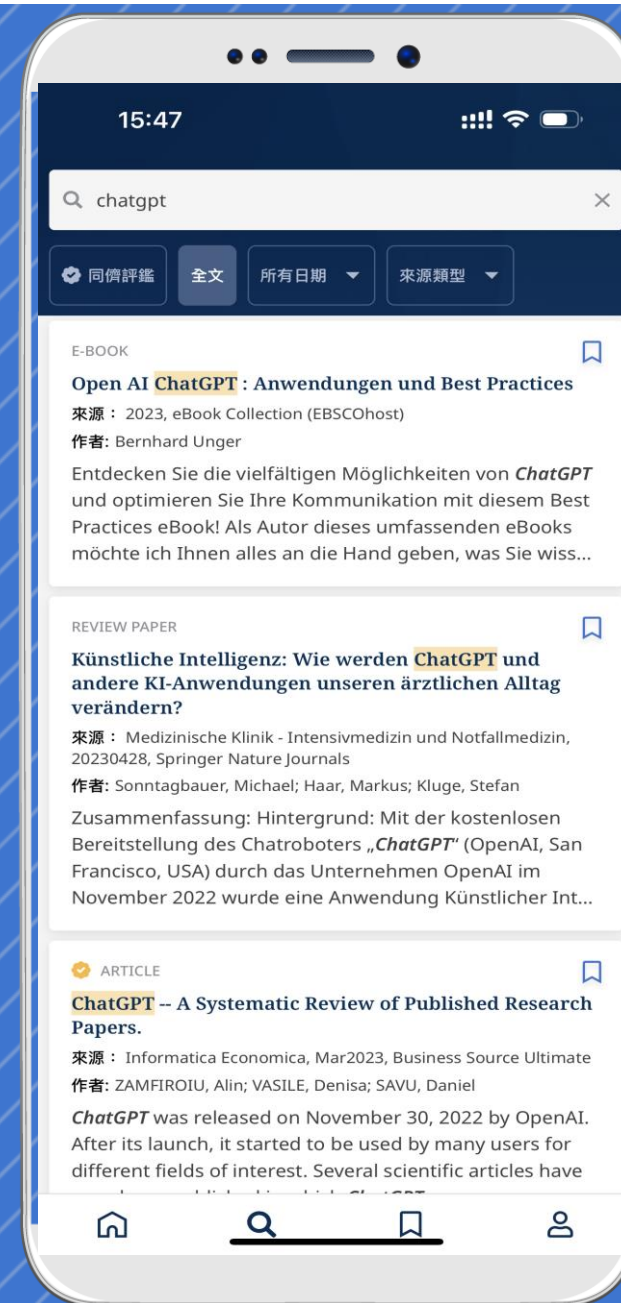 15:47
chatgpt
同儕評鑑 全文 所有日期 來源類型
E-BOOK
Open AI ChatGPT : Anwendungen und Best Practices
來源： 2023, eBook Collection (EBSCOhost)
作者: Bernhard Unger
Entdecken Sie die vielfältigen Möglichkeiten von ChatGPT
und optimieren Sie Ihre Kommunikation mit diesem Best
Practices eBook! Als Autor dieses umfassenden eBooks
möchte ich Ihnen alles an die Hand geben, was Sie wiss...
REVIEW PAPER
Künstliche Intelligenz: Wie werden ChatGPT und
andere KI-Anwendungen unseren ärztlichen Alltag
verändern?
來源： Medizinische Klinik - Intensivmedizin und Notfallmedizin,
20230428, Springer Nature Journals
作者: Sonntagbauer, Michael; Haar, Markus; Kluge, Stefan
Zusammenfassung: Hintergrund: Mit der kostenlosen
Bereitstellung des Chatroboters „ChatGPT“ (OpenAI, San
Francisco, USA) durch das Unternehmen OpenAI im
November 2022 wurde eine Anwendung Künstlicher Int...
ARTICLE
ChatGPT -- A Systematic Review of Published Research
Papers.
來源： Informatica Economica, Mar2023, Business Source Ultimate
作者: ZAMFIROIU, Alin; VASILE, Denisa; SAVU, Daniel
ChatGPT was released on November 30, 2022 by OpenAI.
After its launch, it started to be used by many users for
different fields of interest. Several scientific articles have